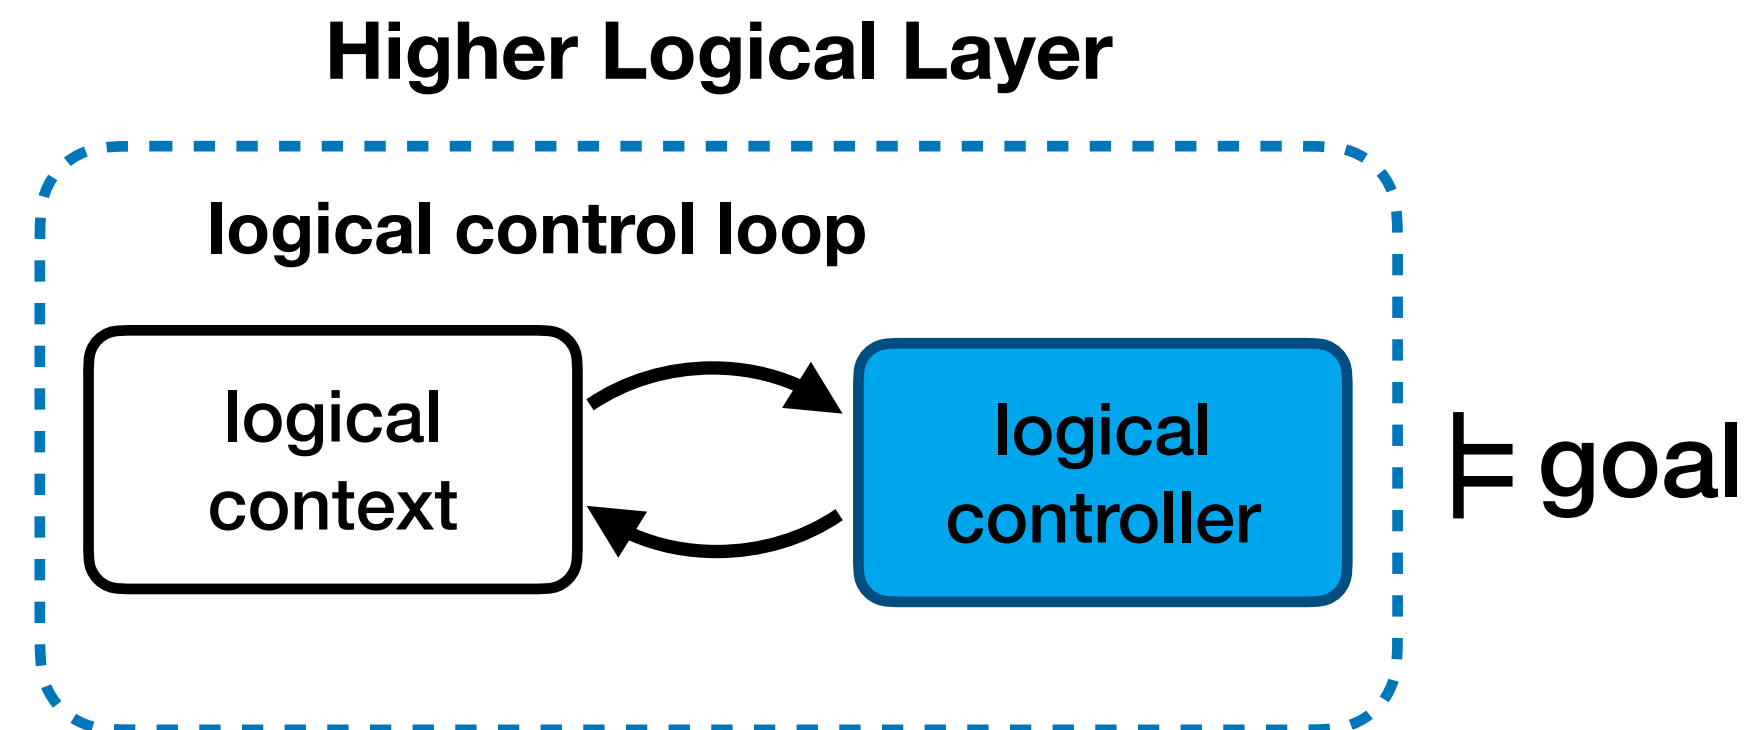 Higher Logical Layer
logical control loop
logical
context
logical
controller
⊨ goal